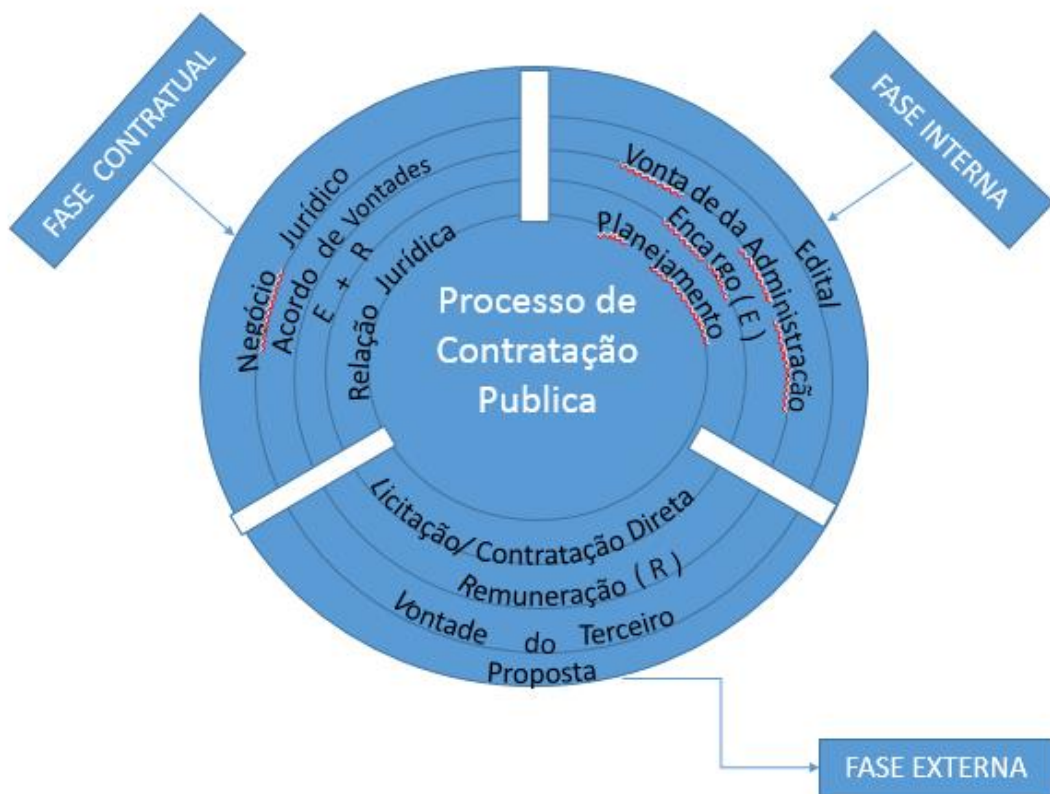 FASE CONTRATUAL
FASE INTERNA
Negócio Jurídico
Acordo de Vontades
E + R
Relação Jurídica
Edital
Vonta de da Administração
Encargo ( E )
Planejamento
Processo de
Contratação
Publica
Licitação/ Contratação Direta
Remuneração ( R )
Vontade do Terceiro
Proposta
FASE EXTERNA